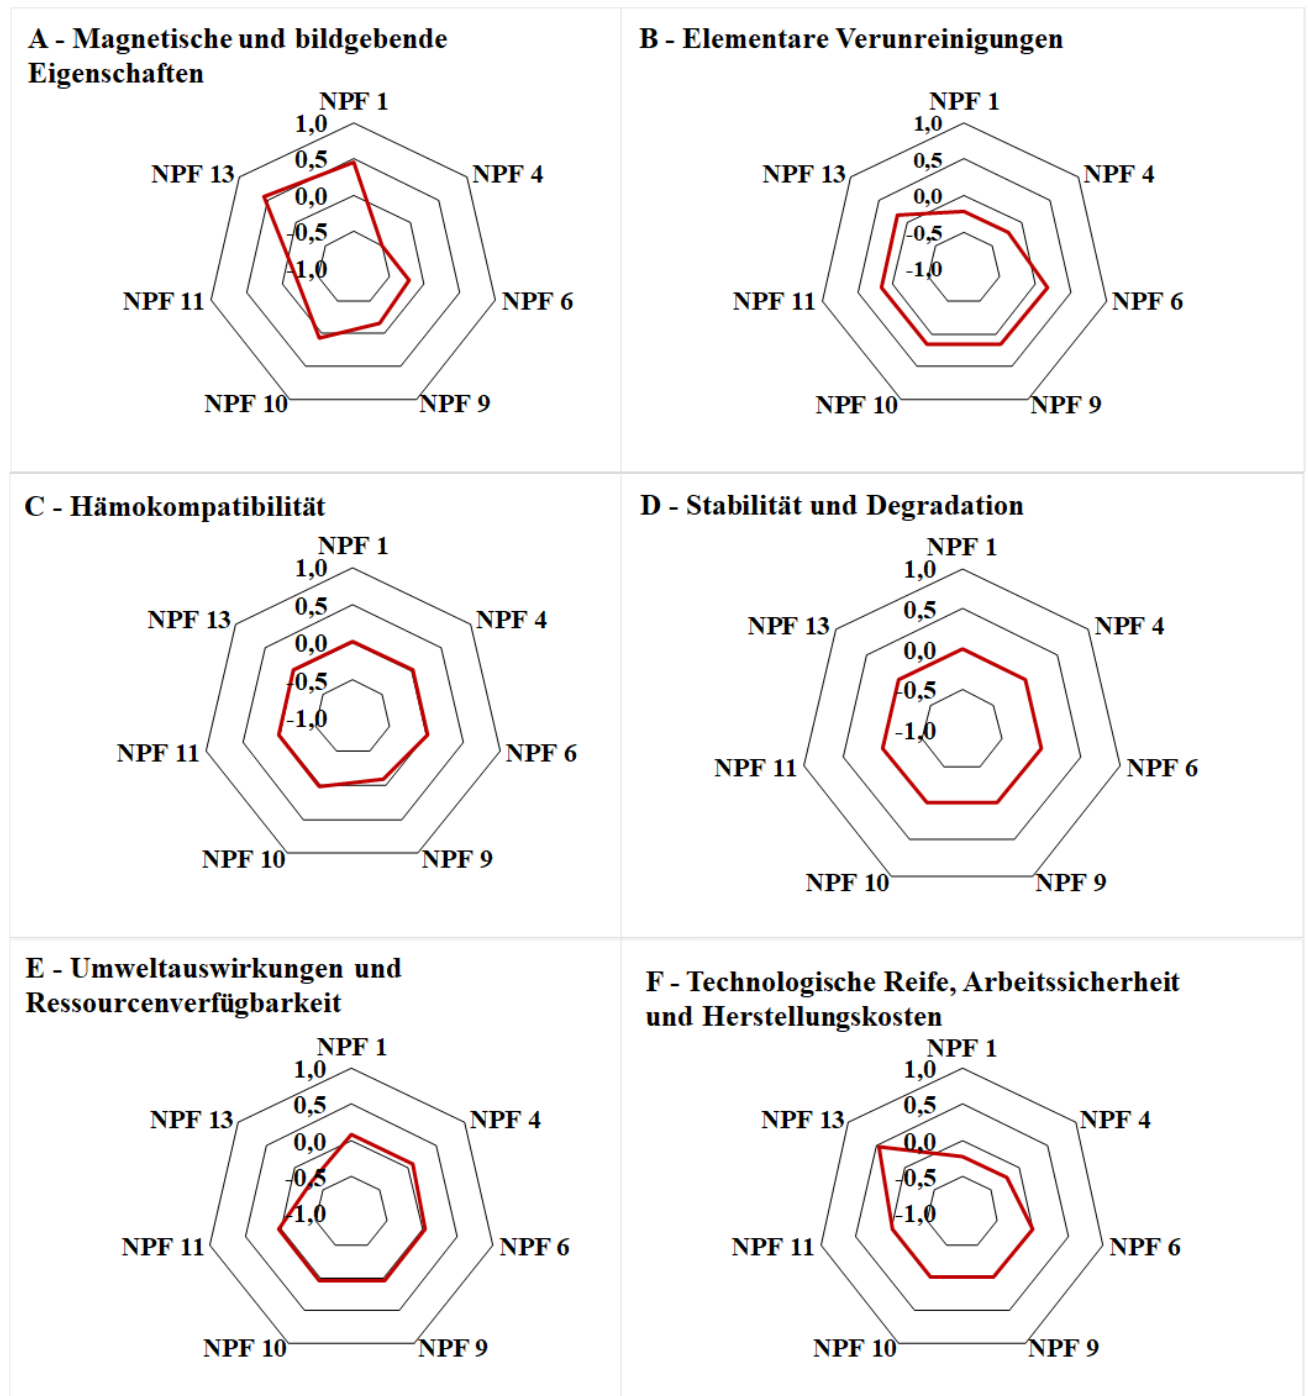 A - Magnetische und bildgebende
Eigenschaften
NPF 1
1,0
0,5
0,0
-0,5
-1,0
NPF 4
NPF 6
NPF 9
NPF 10
NPF 11
NPF 13
B - Elementare Verunreinigungen
NPF 1
1,0
0,5
0,0
-0,5
-1,0
NPF 4
NPF 6
NPF 9
NPF 10
NPF 11
NPF 13
C - Hämokompatibilität
NPF 1
1,0
0,5
0,0
-0,5
-1,0
NPF 4
NPF 6
NPF 9
NPF 10
NPF 11
NPF 13
D - Stabilität und Degradation
NPF 1
1,0
0,5
0,0
-0,5
-1,0
NPF 4
NPF 6
NPF 9
NPF 10
NPF 11
NPF 13
E - Umweltauswirkungen und
Ressourcenverfügbarkeit
NPF 1
1,0
0,5
0,0
-0,5
-1,0
NPF 4
NPF 6
NPF 9
NPF 10
NPF 11
NPF 13
F - Technologische Reife, Arbeitssicherheit
und Herstellungskosten
NPF 1
1,0
0,5
0,0
-0,5
-1,0
NPF 4
NPF 6
NPF 9
NPF 10
NPF 11
NPF 13